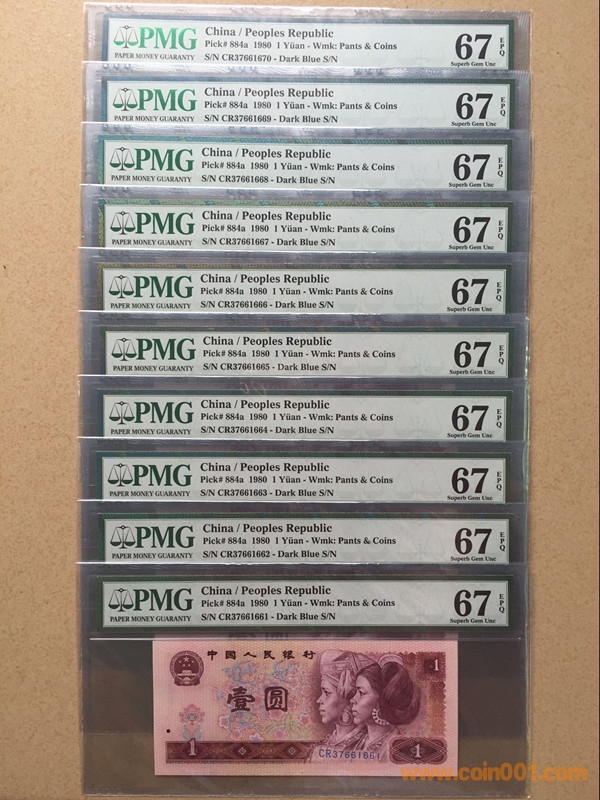 PMG
PAPER MONEY GUARANTY
China / Peoples Republic
Pick# 884a 1980 1 Yüan - Wmk: Pants & Coins
S/N CR37661670 - Dark Blue S/N
67 EPQ
Superb Gem Unc
PMG
PAPER MONEY GUARANTY
China / Peoples Republic
Pick# 884a 1980 1 Yüan - Wmk: Pants & Coins
S/N CR37661669 - Dark Blue S/N
67 EPQ
Superb Gem Unc
PMG
PAPER MONEY GUARANTY
China / Peoples Republic
Pick# 884a 1980 1 Yüan - Wmk: Pants & Coins
S/N CR37661668 - Dark Blue S/N
67 EPQ
Superb Gem Unc
PMG
PAPER MONEY GUARANTY
China / Peoples Republic
Pick# 884a 1980 1 Yüan - Wmk: Pants & Coins
S/N CR37661667 - Dark Blue S/N
67 EPQ
Superb Gem Unc
PMG
PAPER MONEY GUARANTY
China / Peoples Republic
Pick# 884a 1980 1 Yüan - Wmk: Pants & Coins
S/N CR37661666 - Dark Blue S/N
67 EPQ
Superb Gem Unc
PMG
PAPER MONEY GUARANTY
China / Peoples Republic
Pick# 884a 1980 1 Yüan - Wmk: Pants & Coins
S/N CR37661665 - Dark Blue S/N
67 EPQ
Superb Gem Unc
PMG
PAPER MONEY GUARANTY
China / Peoples Republic
Pick# 884a 1980 1 Yüan - Wmk: Pants & Coins
S/N CR37661664 - Dark Blue S/N
67 EPQ
Superb Gem Unc
PMG
PAPER MONEY GUARANTY
China / Peoples Republic
Pick# 884a 1980 1 Yüan - Wmk: Pants & Coins
S/N CR37661663 - Dark Blue S/N
67 EPQ
Superb Gem Unc
PMG
PAPER MONEY GUARANTY
China / Peoples Republic
Pick# 884a 1980 1 Yüan - Wmk: Pants & Coins
S/N CR37661662 - Dark Blue S/N
67 EPQ
Superb Gem Unc
PMG
PAPER MONEY GUARANTY
China / Peoples Republic
Pick# 884a 1980 1 Yüan - Wmk: Pants & Coins
S/N CR37661661 - Dark Blue S/N
67 EPQ
Superb Gem Unc
中国人民银行
1
壹圆
1
CR37661661
1
www.coin001.com